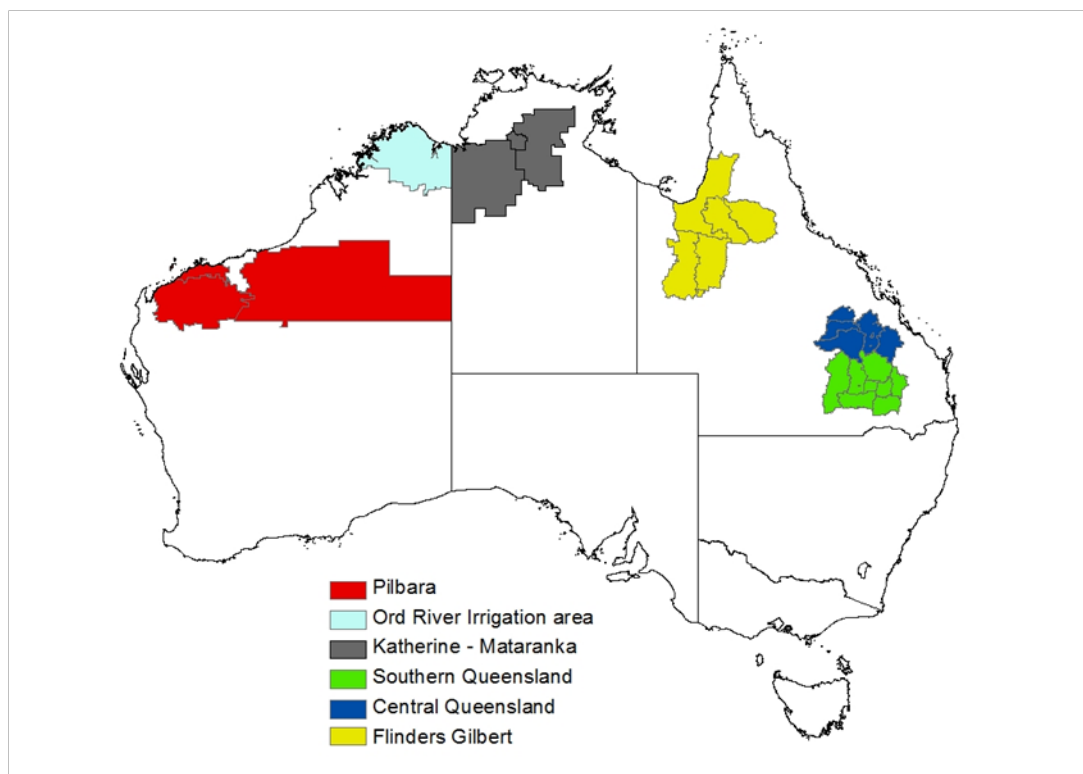 Pilbara
Ord River Irrigation area
Katherine - Mataranka
Southern Queensland
Central Queensland
Flinders Gilbert